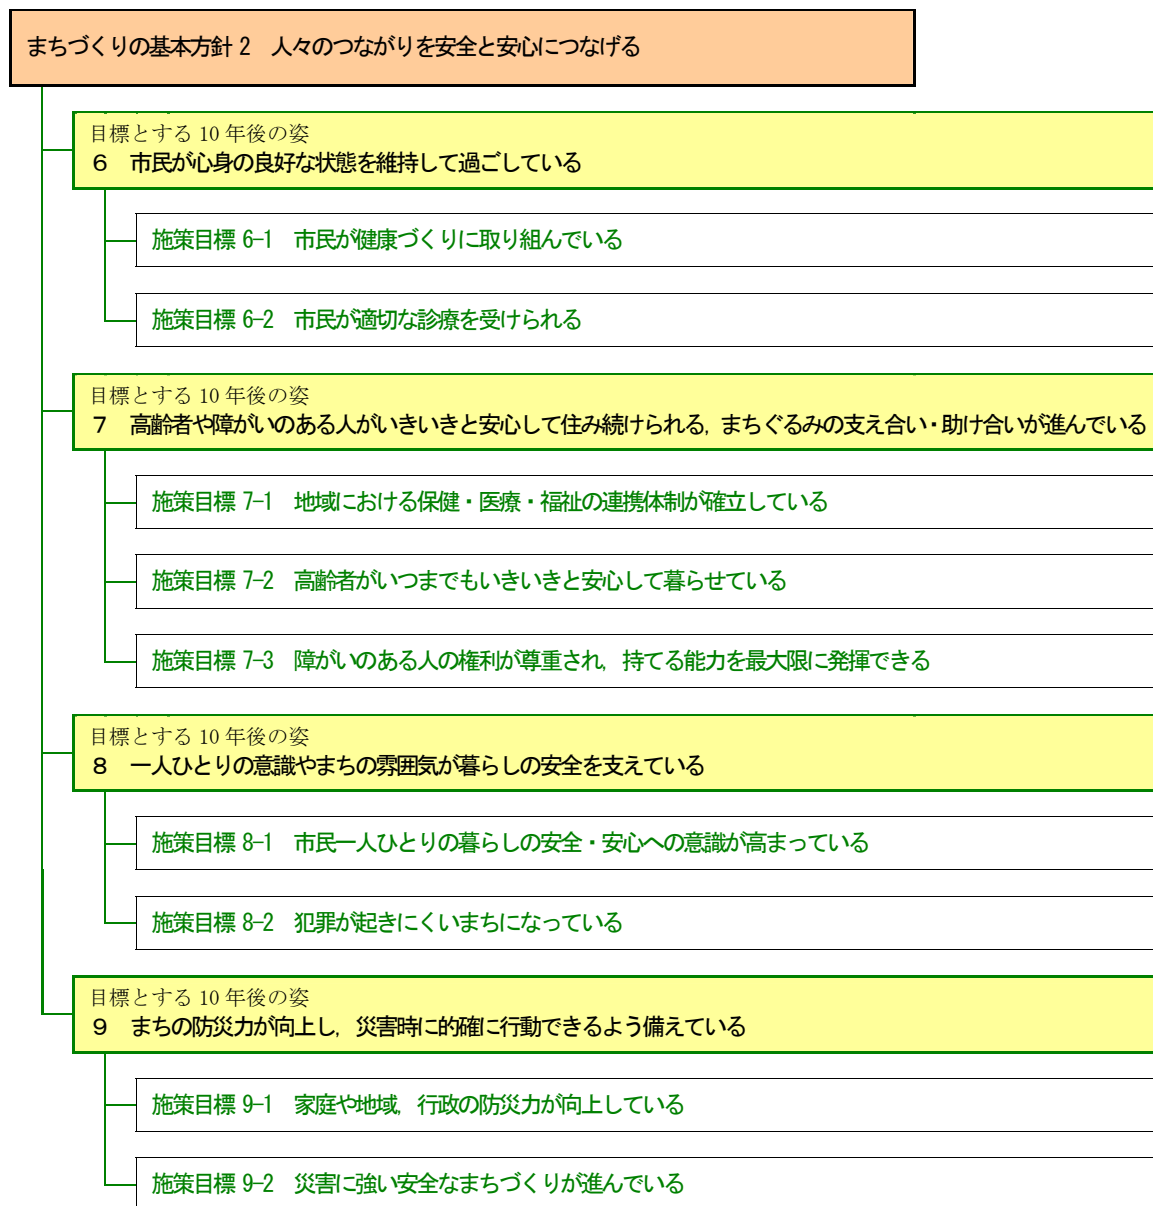 まちづくりの基本方針 2　人々のつながりを安全と安心につなげる
目標とする 10 年後の姿
６　市民が心身の良好な状態を維持して過ごしている
施策目標 6-1　市民が健康づくりに取り組んでいる
施策目標 6-2　市民が適切な診療を受けられる
目標とする 10 年後の姿
７　高齢者や障がいのある人がいきいきと安心して住み続けられる，まちぐるみの支え合い・助け合いが進んでいる
施策目標 7-1　地域における保健・医療・福祉の連携体制が確立している
施策目標 7-2　高齢者がいつまでもいきいきと安心して暮らせている
施策目標 7-3　障がいのある人の権利が尊重され，持てる能力を最大限に発揮できる
目標とする 10 年後の姿
８　一人ひとりの意識やまちの雰囲気が暮らしの安全を支えている
施策目標 8-1　市民一人ひとりの暮らしの安全・安心への意識が高まっている
施策目標 8-2　犯罪が起きにくいまちになっている
目標とする 10 年後の姿
９　まちの防災力が向上し，災害時に的確に行動できるよう備えている
施策目標 9-1　家庭や地域，行政の防災力が向上している
施策目標 9-2　災害に強い安全なまちづくりが進んでいる